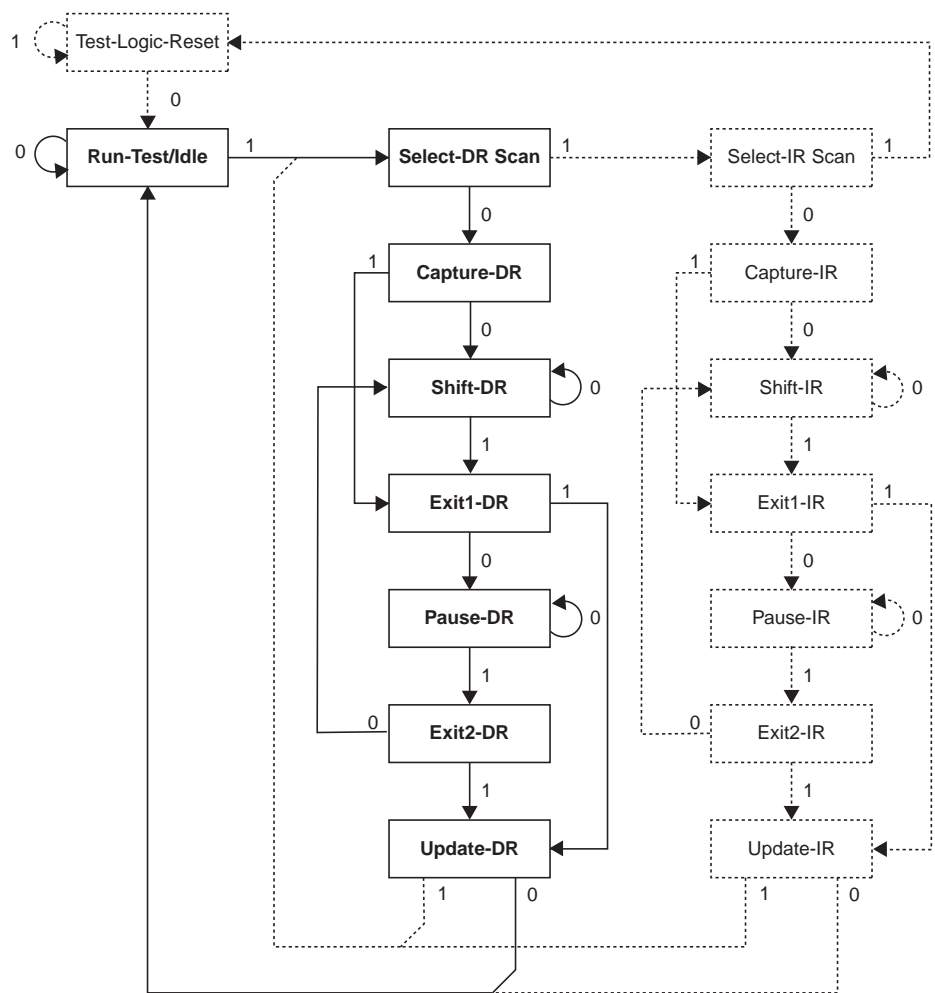 1 Test-Logic-Reset
0
0 Run-Test/Idle 1 Select-DR Scan 1 Select-IR Scan 1
0 0
1 Capture-DR 1 Capture-IR
0 0
Shift-DR 0 Shift-IR 0
1 1
Exit1-DR 1 Exit1-IR 1
0 0
Pause-DR 0 Pause-IR 0
1 1
0 Exit2-DR 0 Exit2-IR
1 1
Update-DR Update-IR
1 0 1 0